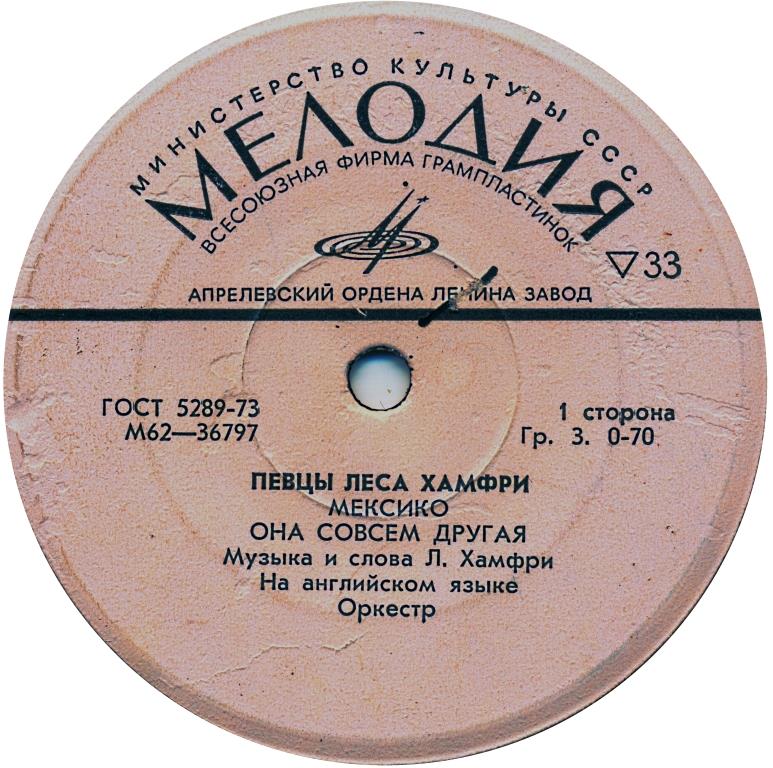 МИНИСТЕРСТВО КУЛЬТУРЫ СССР
МЕЛОДИЯ
ВСЕСОЮЗНАЯ ФИРМА ГРАМПЛАСТИНОК
▽33
АПРЕЛЕВСКИЙ ОРДЕНА ЛЕНИНА ЗАВОД
ГОСТ 5289-73
М62—36797
1 сторона
Гр. 3. 0-70
ПЕВЦЫ ЛЕСА ХАМФРИ
МЕКСИКО
ОНА СОВСЕМ ДРУГАЯ
Музыка и слова Л. Хамфри
На английском языке
Оркестр